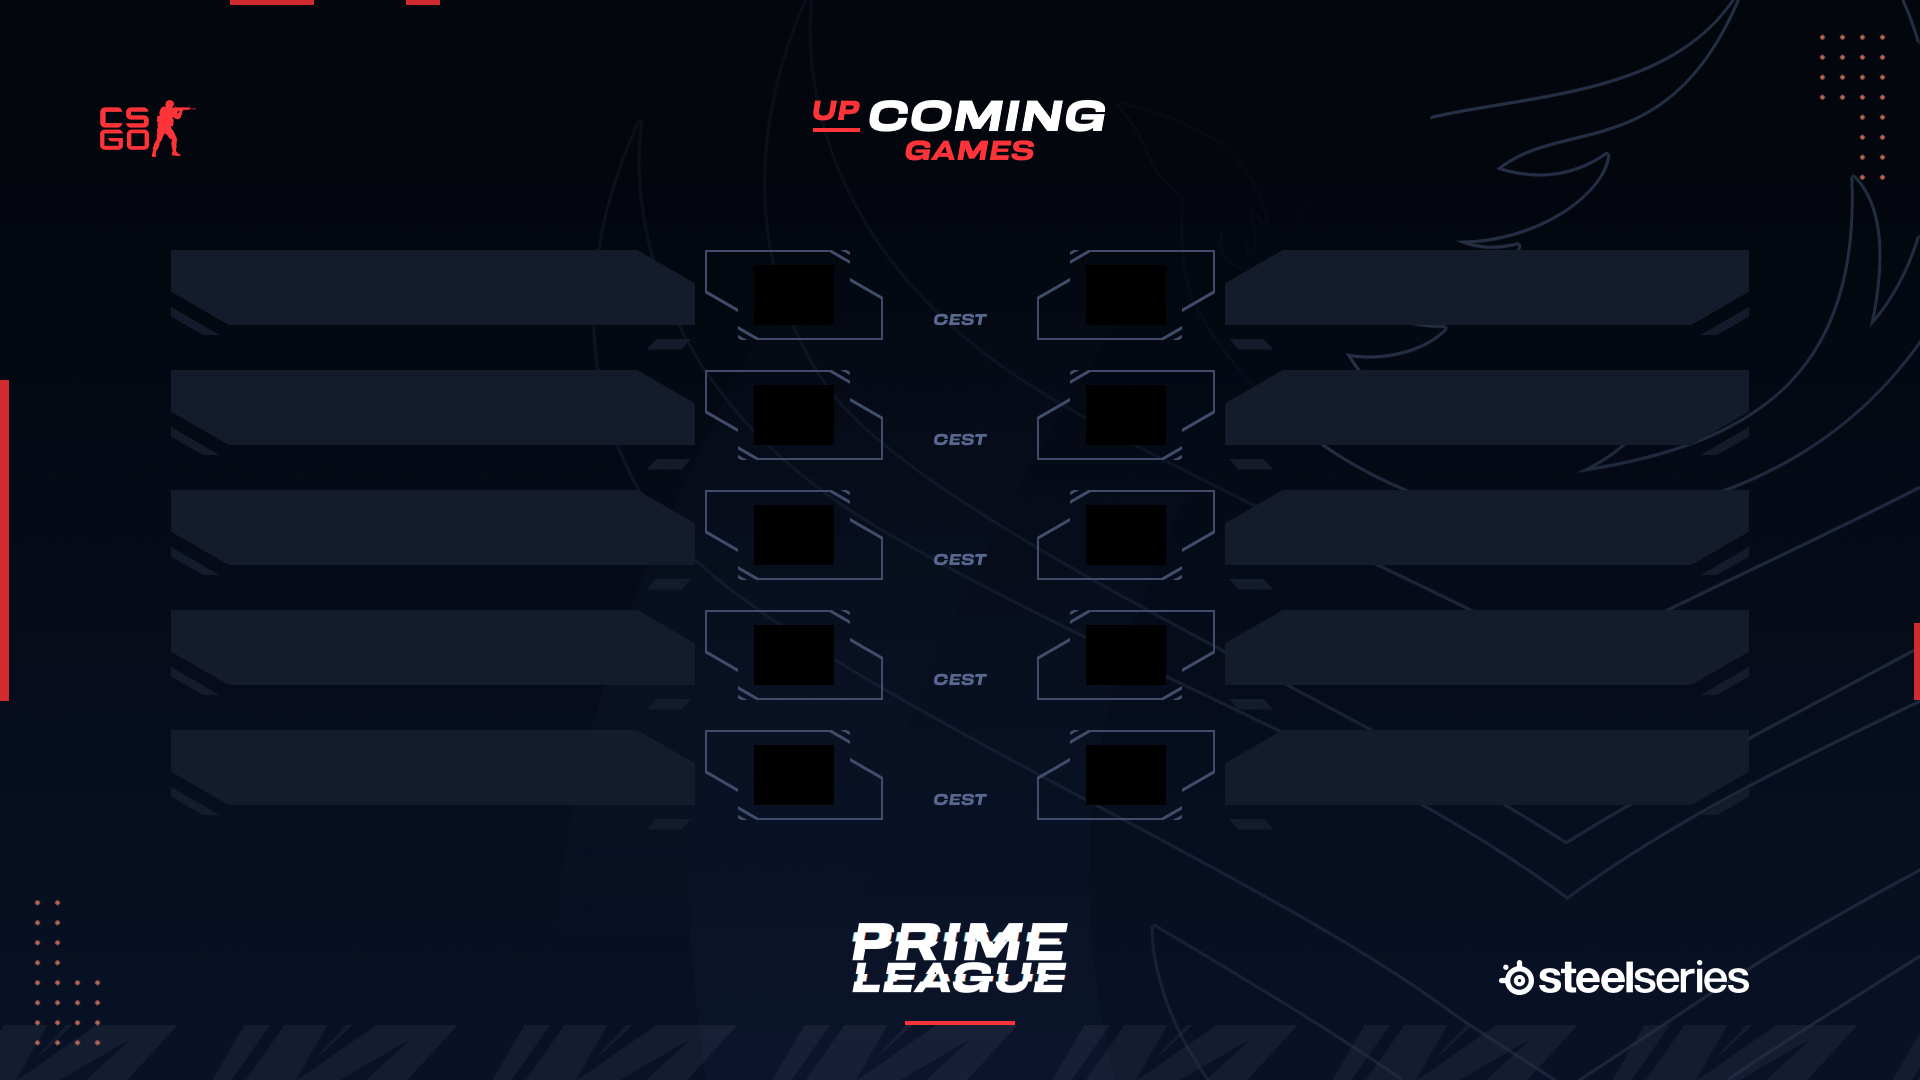 CS
GO
UP COMING
GAMES
CEST
CEST
CEST
CEST
CEST
PRIME
LEAGUE
steelseries